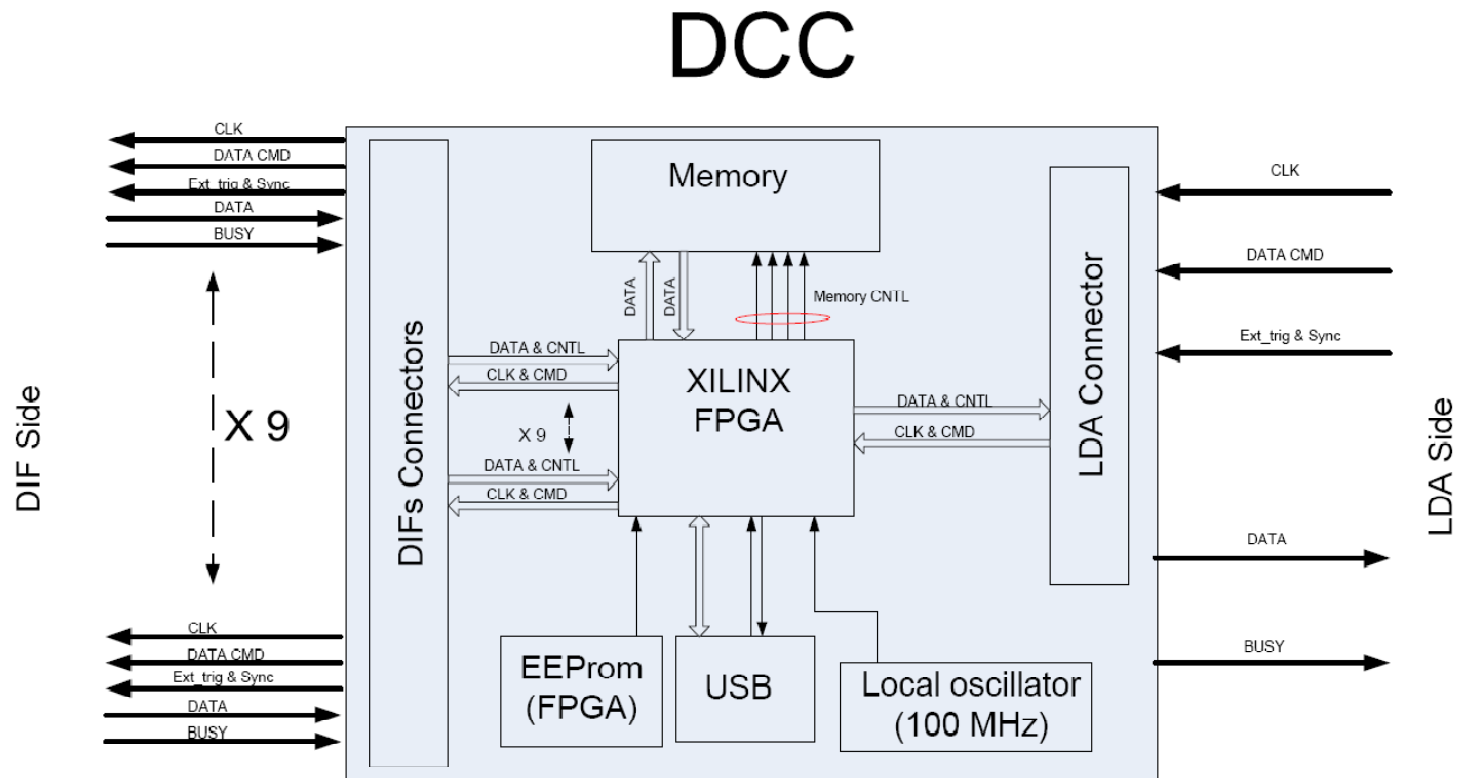 DCC
CLK
DATA CMD
Ext_trig & Sync
DATA
BUSY
DIF Side
X 9
CLK
DATA CMD
Ext_trig & Sync
DATA
BUSY
DIFs Connectors
Memory
DATA
DATA
Memory CNTL
DATA & CNTL
CLK & CMD
X 9
DATA & CNTL
CLK & CMD
XILINX
FPGA
DATA & CNTL
CLK & CMD
EEProm
(FPGA)
USB
Local oscillator
(100 MHz)
LDA Connector
CLK
DATA CMD
Ext_trig & Sync
DATA
BUSY
LDA Side